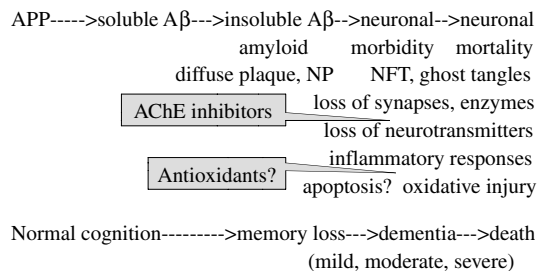 APP----->soluble Aβ--->insoluble Aβ-->neuronal-->neuronal
amyloid morbidity mortality
diffuse plaque, NP NFT, ghost tangles
AChE inhibitors loss of synapses, enzymes
loss of neurotransmitters
inflammatory responses
Antioxidants? apoptosis? oxidative injury
Normal cognition--------->memory loss--->dementia--->death
(mild, moderate, severe)